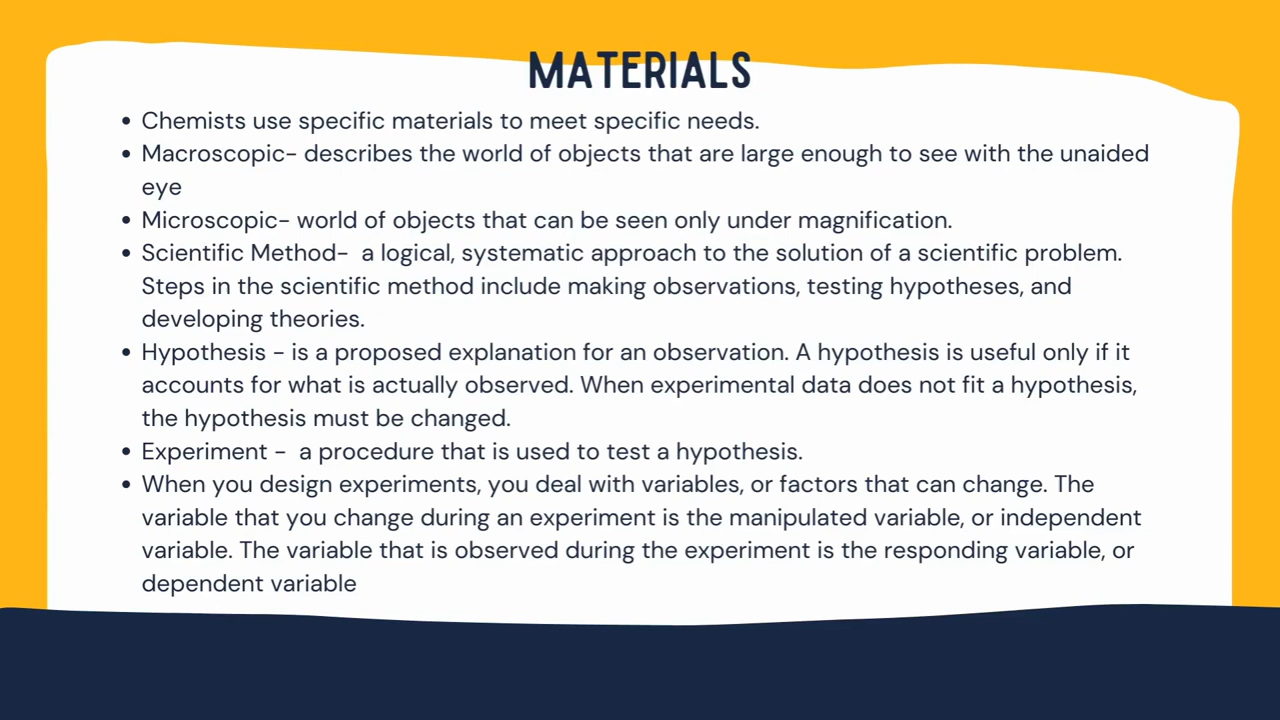 MATERIALS
• Chemists use specific materials to meet specific needs.
• Macroscopic- describes the world of objects that are large enough to see with the unaided
eye
• Microscopic- world of objects that can be seen only under magnification.
• Scientific Method-  a logical, systematic approach to the solution of a scientific problem.
Steps in the scientific method include making observations, testing hypotheses, and
developing theories.
• Hypothesis - is a proposed explanation for an observation. A hypothesis is useful only if it
accounts for what is actually observed. When experimental data does not fit a hypothesis,
the hypothesis must be changed.
• Experiment -  a procedure that is used to test a hypothesis.
• When you design experiments, you deal with variables, or factors that can change. The
variable that you change during an experiment is the manipulated variable, or independent
variable. The variable that is observed during the experiment is the responding variable, or
dependent variable